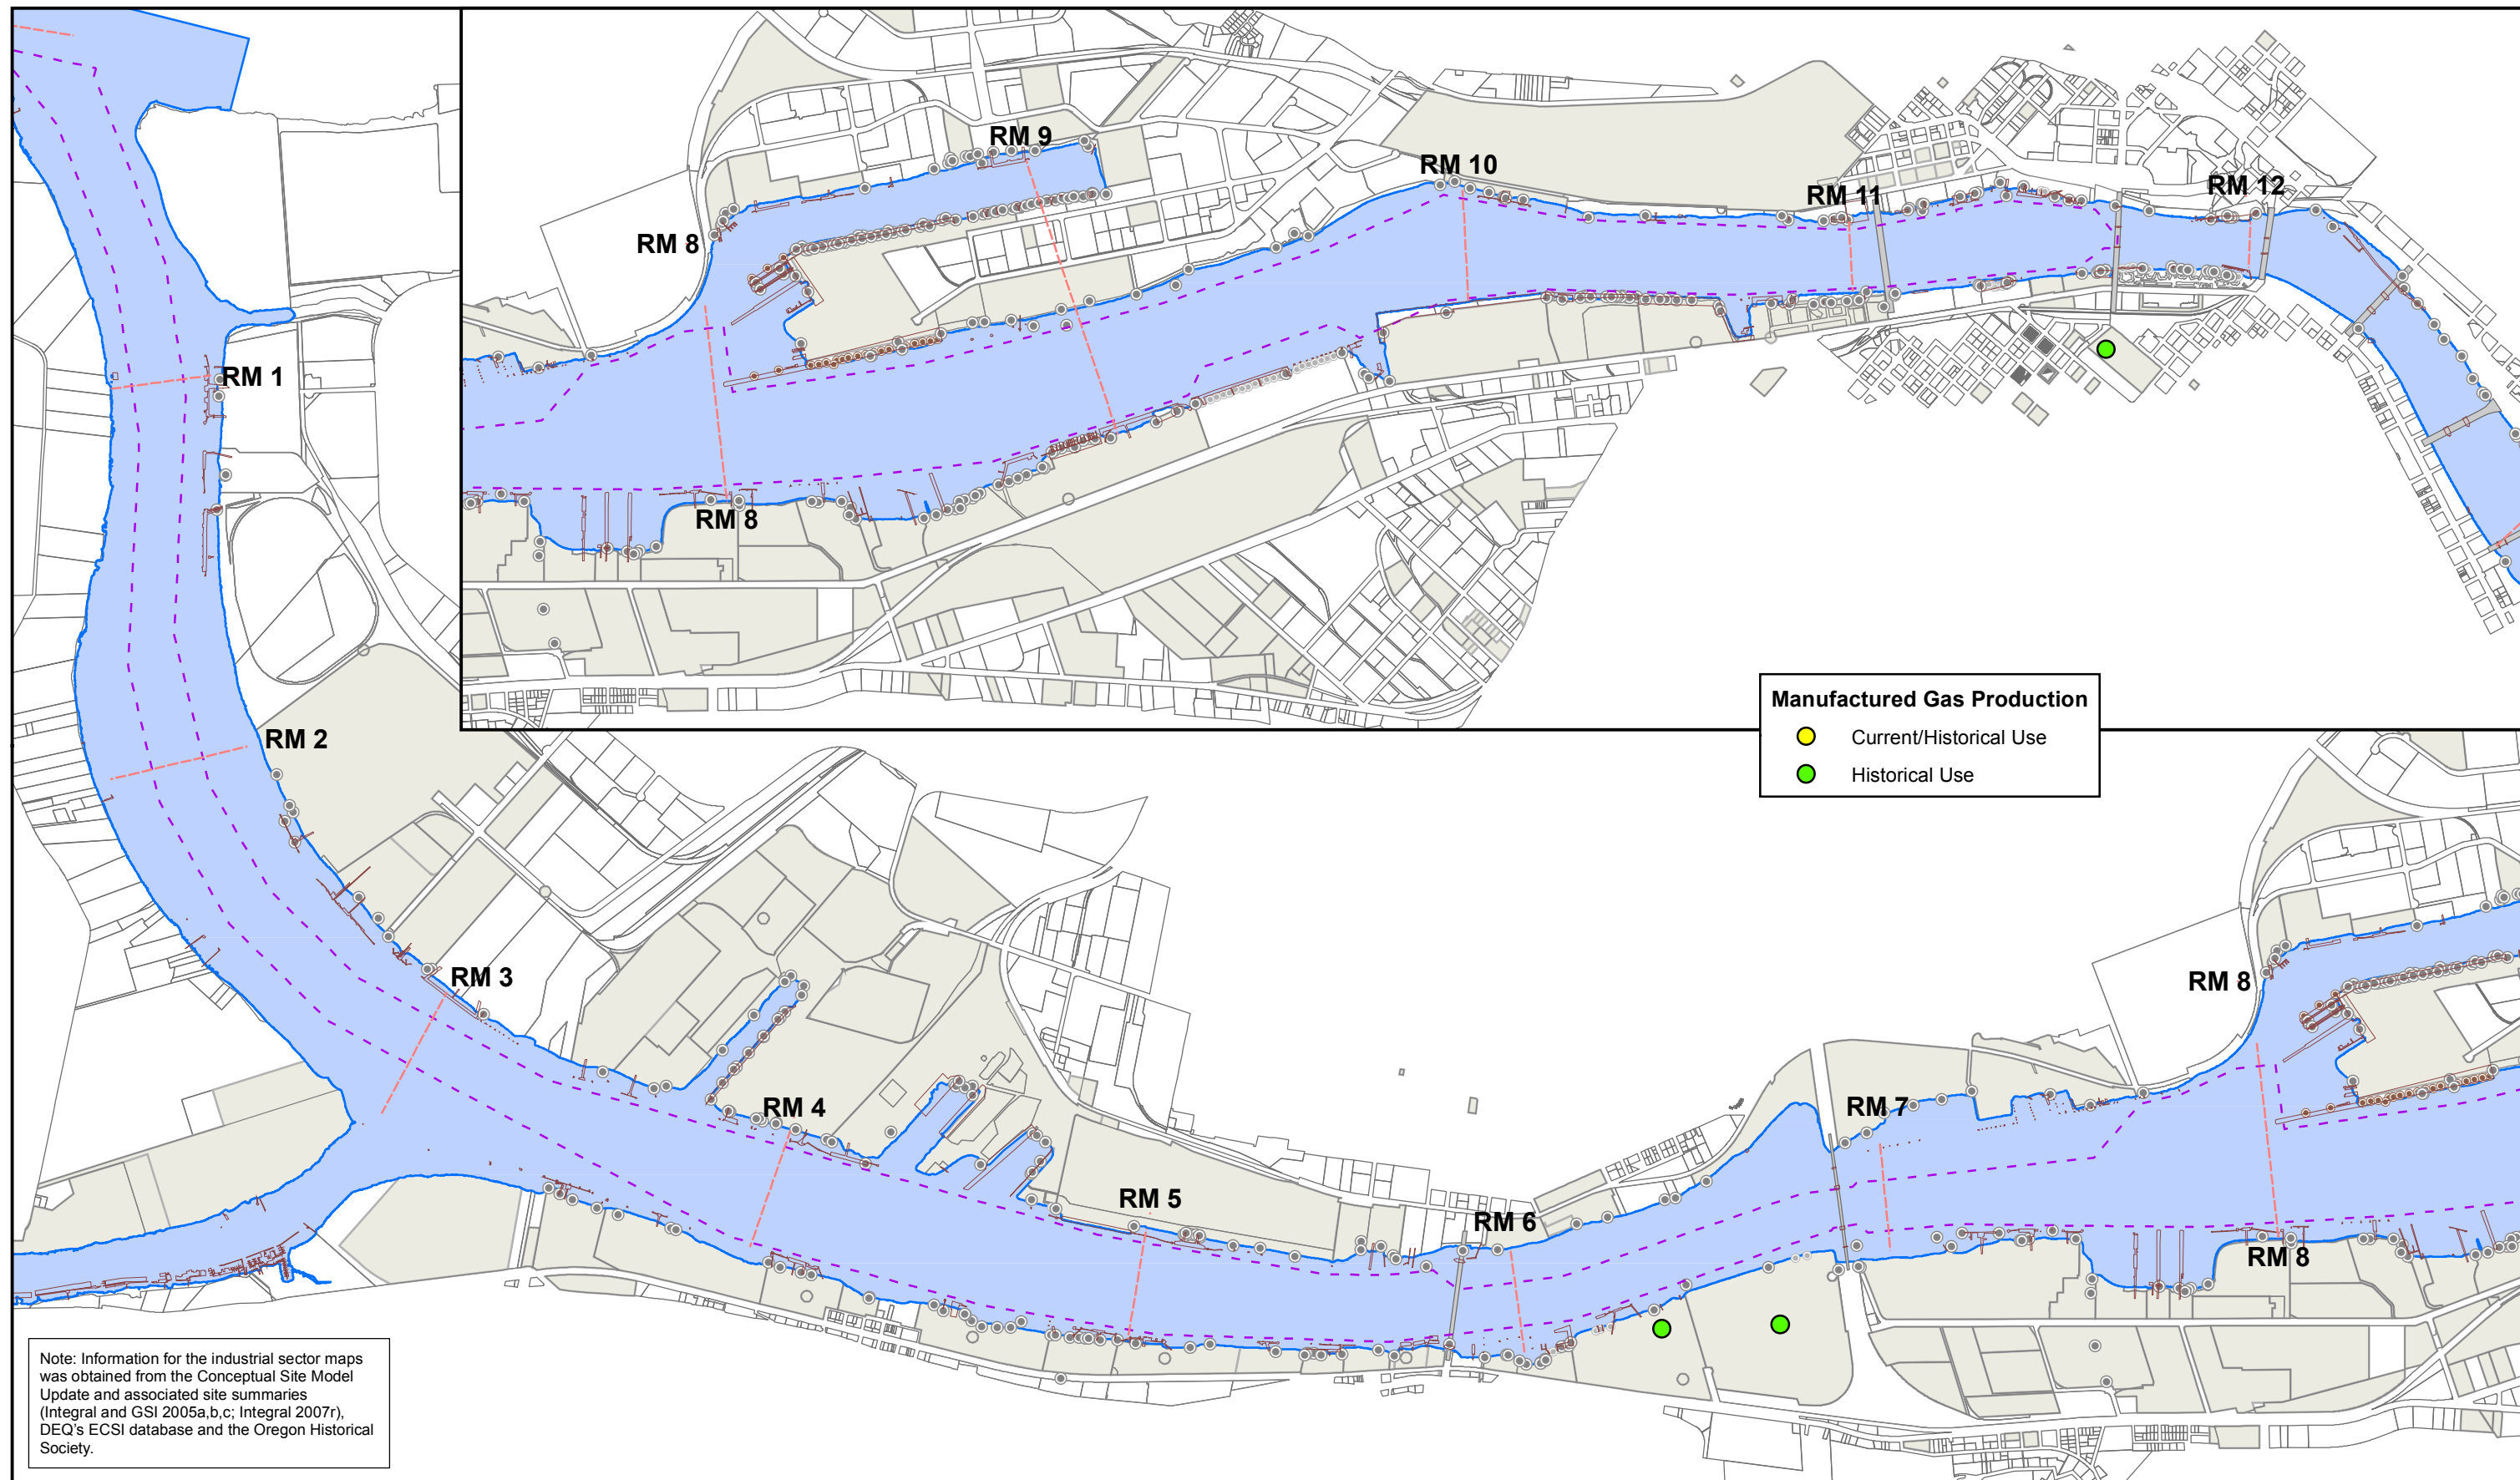 RM 9
RM 10
RM 11
RM 12
RM 8
RM 8
RM 1
RM 2
Manufactured Gas Production
Current/Historical Use
Historical Use
RM 3
RM 4
RM 5
RM 6
RM 7
RM 8
RM 8
Note: Information for the industrial sector maps
was obtained from the Conceptual Site Model
Update and associated site summaries
(Integral and GSI 2005a,b,c; Integral 2007r),
DEQ's ECSI database and the Oregon Historical
Society.